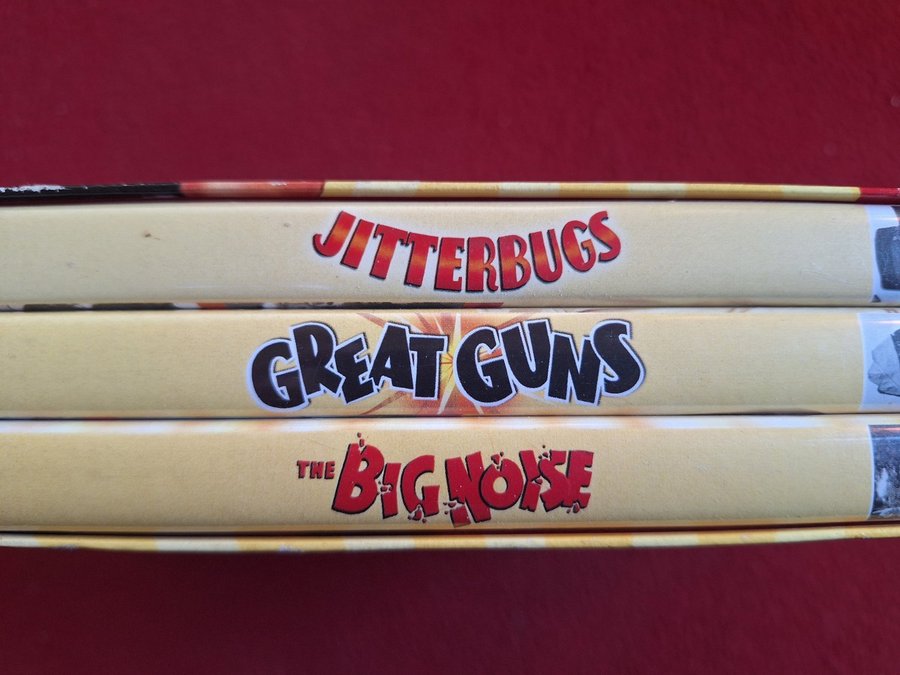 JITTERBUGS
GREAT GUNS
THE BIG NOISE